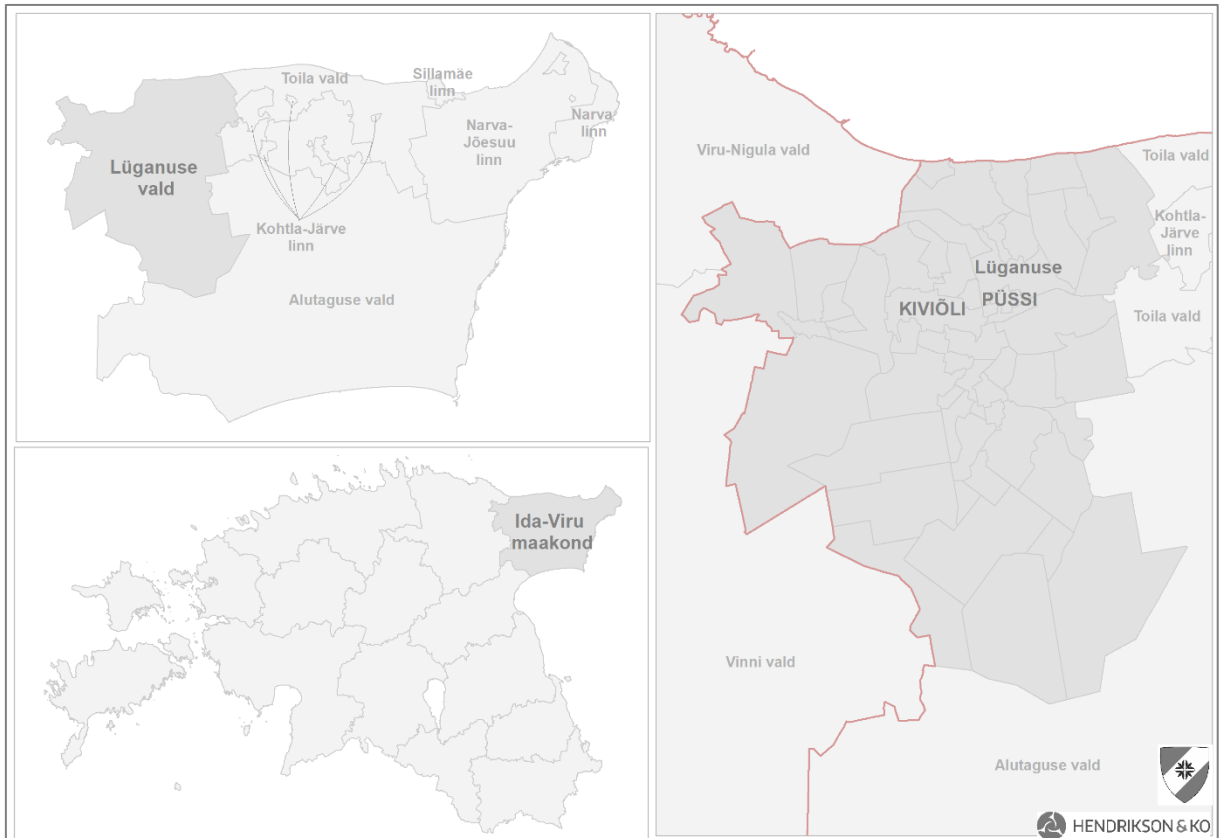 Toila vald
Sillamäe
linn
Narva-
Jõesuu
linn
Narva
linn
Lüganuse
vald
Kohtla-Järve
linn
Alutaguse vald
Ida-Viru
maakond
Viru-Nigula vald
Toila vald
Kohtla-
Järve
linn
Lüganuse
PÜSSI
KIVIÕLI
Toila vald
Vinni vald
Alutaguse vald
HENDRIKSON & KO